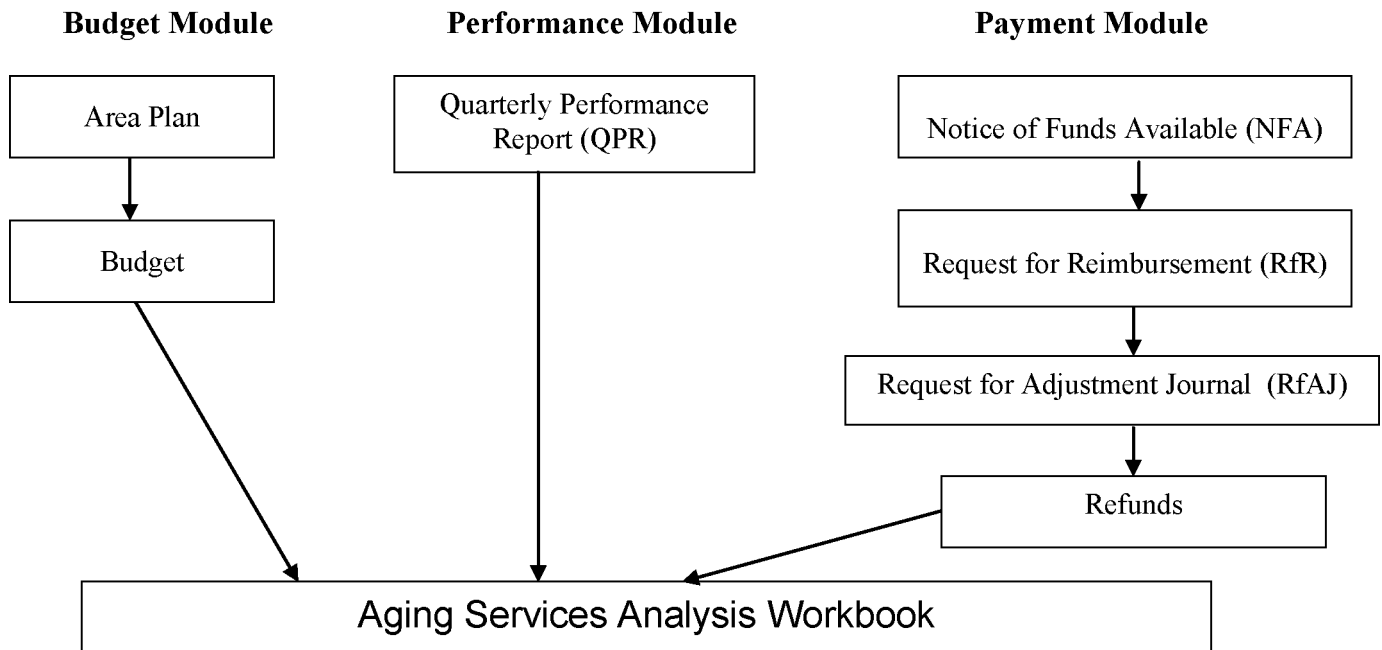 Budget Module
Performance Module
Payment Module
Area Plan
Budget
Quarterly Performance
Report (QPR)
Notice of Funds Available (NFA)
Request for Reimbursement (RfR)
Request for Adjustment Journal  (RfAJ)
Refunds
Aging Services Analysis Workbook